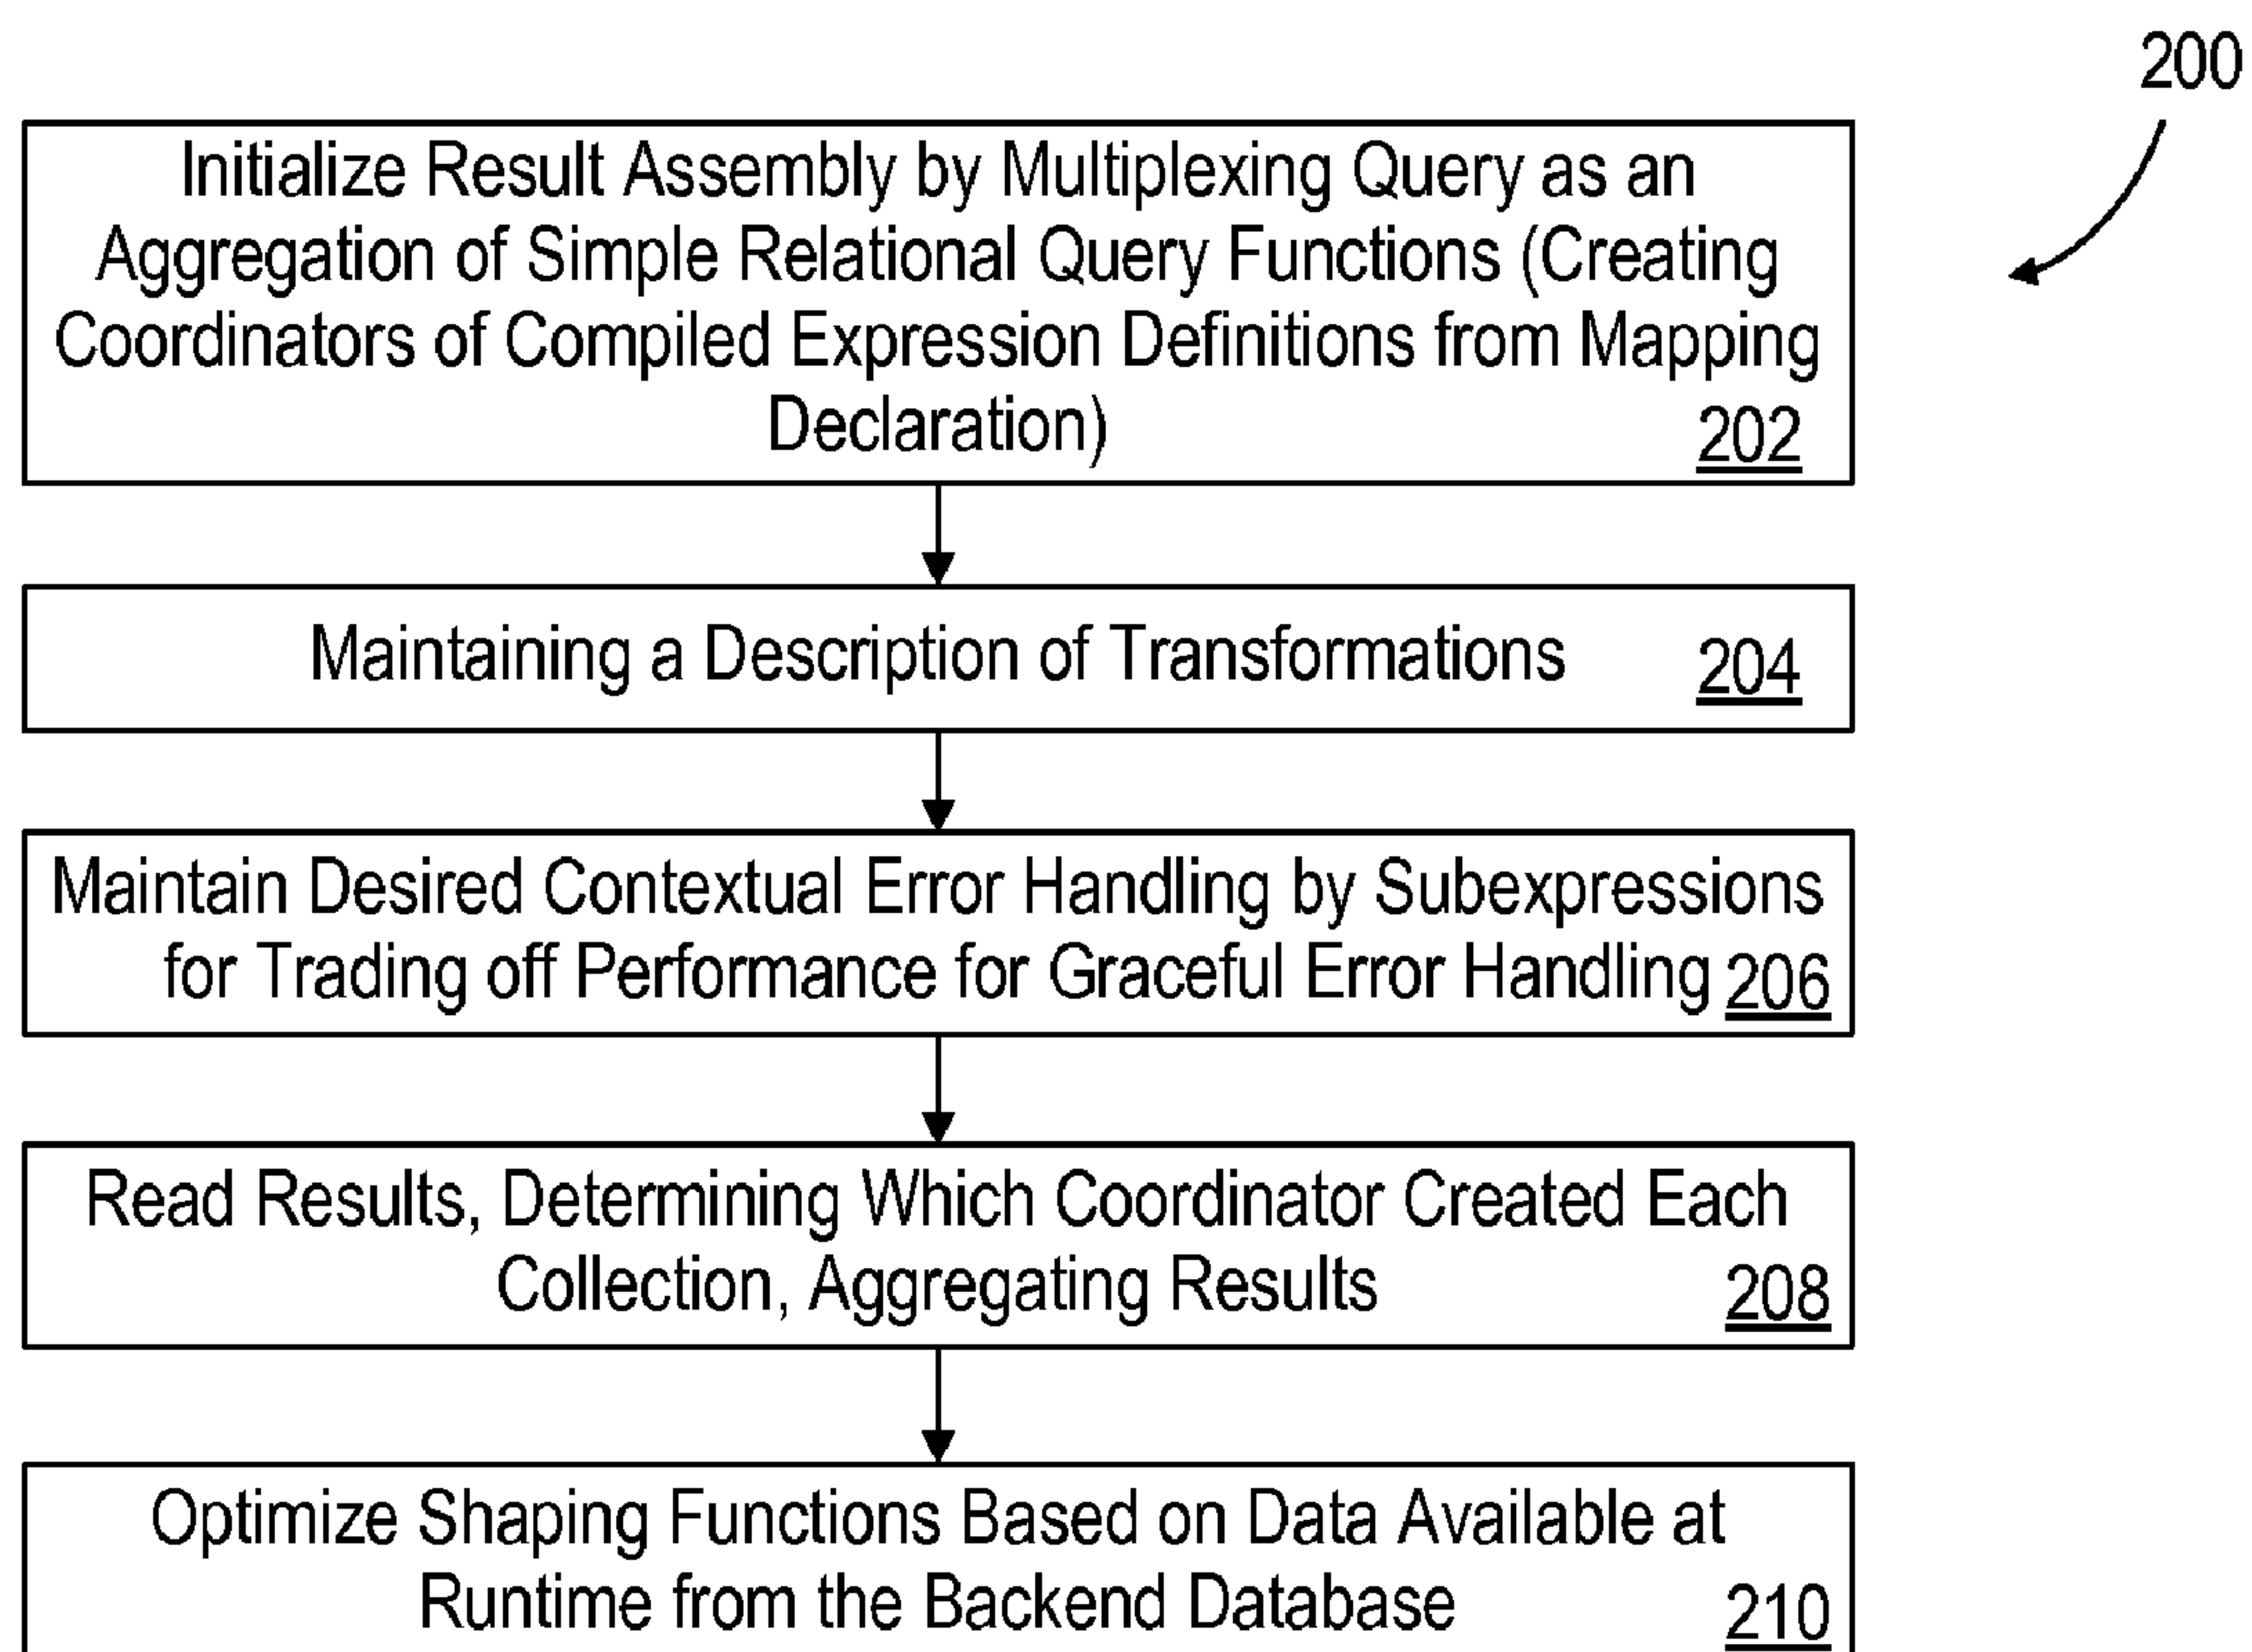 200
Initialize Result Assembly by Multiplexing Query as an
Aggregation of Simple Relational Query Functions (Creating
Coordinators of Compiled Expression Definitions from Mapping
Declaration)
202
Maintaining a Description of Transformations 204
Maintain Desired Contextual Error Handling by Subexpressions
for Trading off Performance for Graceful Error Handling 206
Read Results, Determining Which Coordinator Created Each
Collection, Aggregating Results 208
Optimize Shaping Functions Based on Data Available at
Runtime from the Backend Database 210